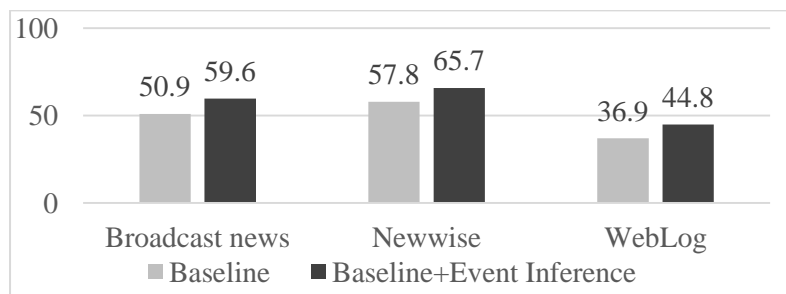 100
59.6
65.7
50.9
57.8
36.9
44.8
50
0
Broadcast news
Newwise
WebLog
Baseline
Baseline+Event Inference